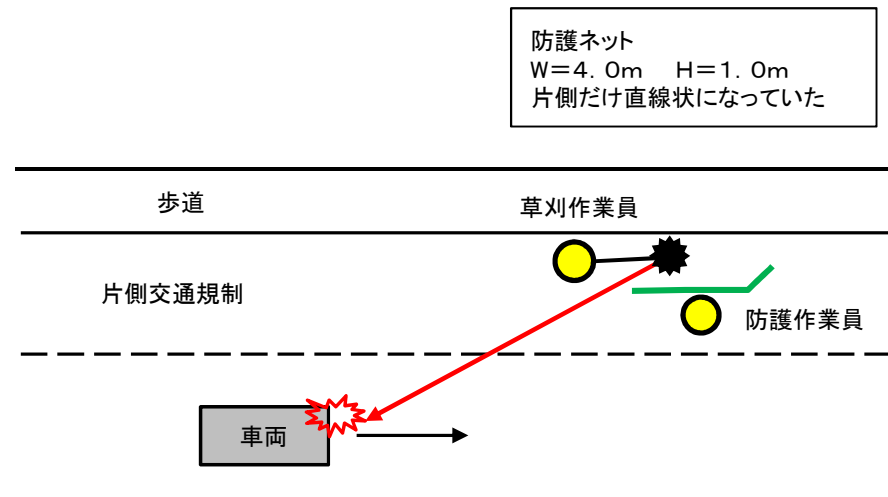 防護ネット
W＝4．0m　H＝1．0m
片側だけ直線状になっていた
歩道
草刈作業員
片側交通規制
防護作業員
車両